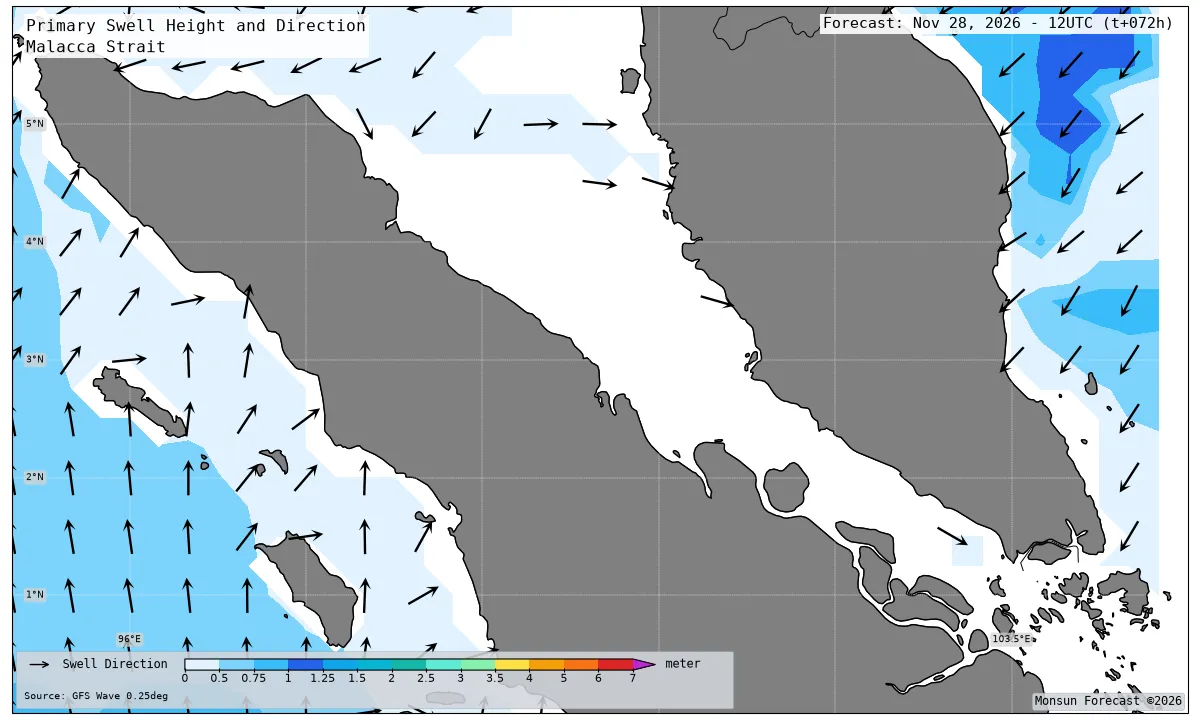 Primary Swell Height and Direction
Malacca Strait
Forecast: Nov 28, 2026 - 12UTC (t+072h)
5°N
4°N
3°N
2°N
1°N
96°E
103.5°E
Swell Direction
meter
0 0.5 0.75 1 1.25 1.5 2 2.5 3 3.5 4 5 6 7
Source: GFS Wave 0.25deg
Monsun Forecast ©2026